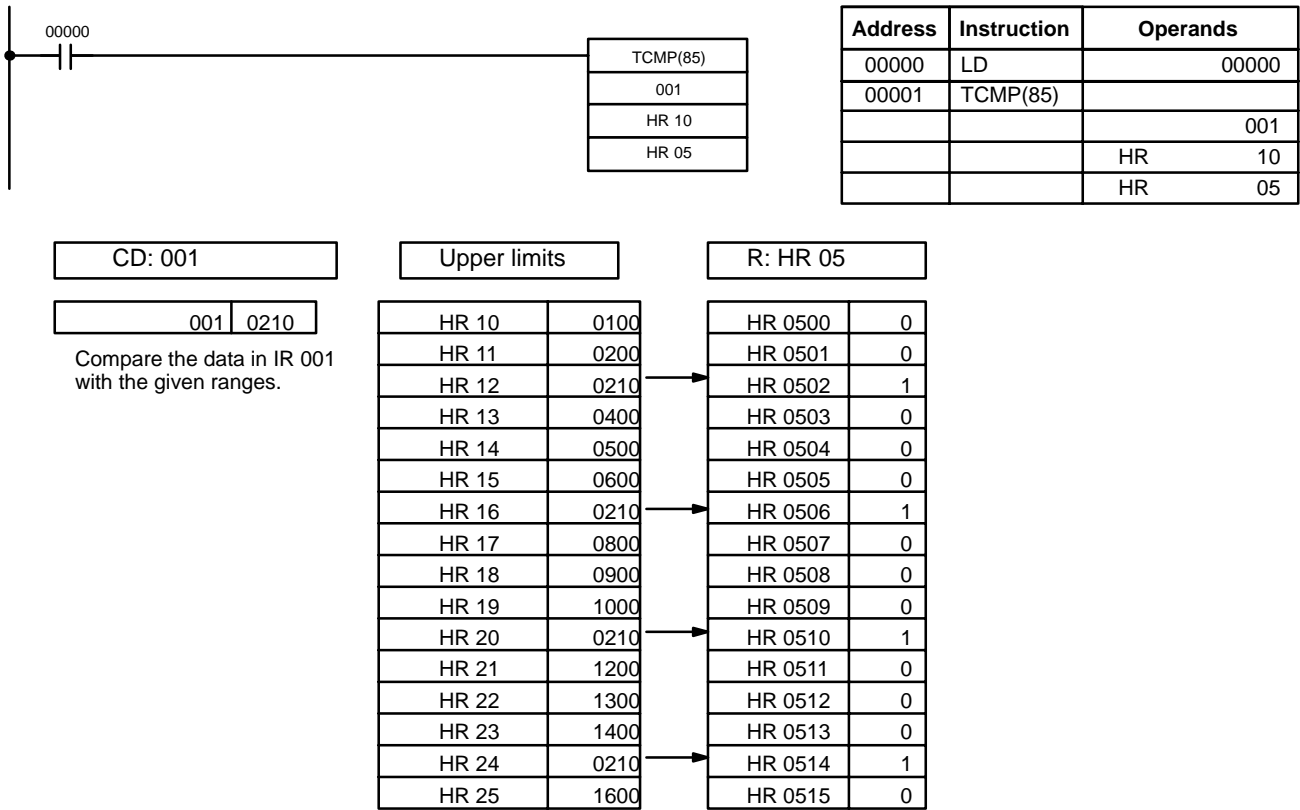 00000
TCMP(85)
001
HR 10
HR 05
Address Instruction Operands
00000 LD 00000
00001 TCMP(85)
001
HR 10
HR 05
CD: 001
Upper limits
R: HR 05
001 0210
Compare the data in IR 001
with the given ranges.
HR 10 0100 HR 0500 0
HR 11 0200 HR 0501 0
HR 12 0210 HR 0502 1
HR 13 0400 HR 0503 0
HR 14 0500 HR 0504 0
HR 15 0600 HR 0505 0
HR 16 0210 HR 0506 1
HR 17 0800 HR 0507 0
HR 18 0900 HR 0508 0
HR 19 1000 HR 0509 0
HR 20 0210 HR 0510 1
HR 21 1200 HR 0511 0
HR 22 1300 HR 0512 0
HR 23 1400 HR 0513 0
HR 24 0210 HR 0514 1
HR 25 1600 HR 0515 0